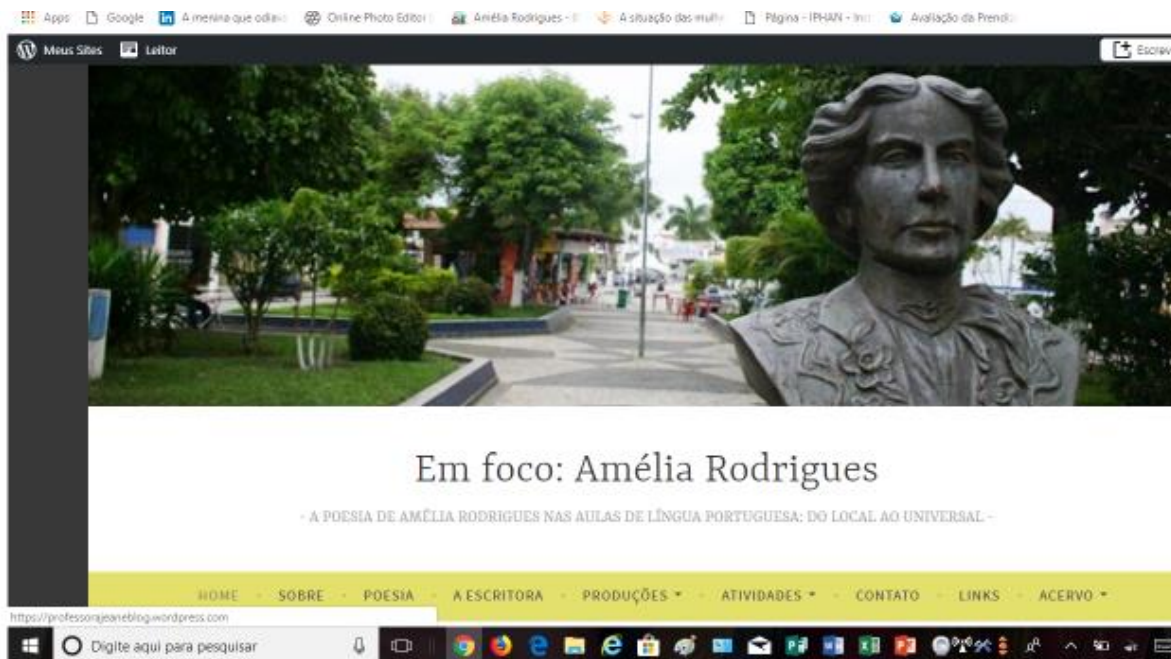 Apps Google A menina que odiava Online Photo Editor Amélia Rodrigues - A situação das mulh Página - IPHAN - Avaliação da Prendi
Meus Sites Leitor Escrev
Em foco: Amélia Rodrigues
- A POESIA DE AMÉLIA RODRIGUES NAS AULAS DE LÍNGUA PORTUGUESA: DO LOCAL AO UNIVERSAL -
HOME SOBRE POESIA A ESCRITORA PRODUÇÕES ATIVIDADES CONTATO LINKS ACERVO
https://professorajeaneblog.wordpress.com
Digite aqui para pesquisar